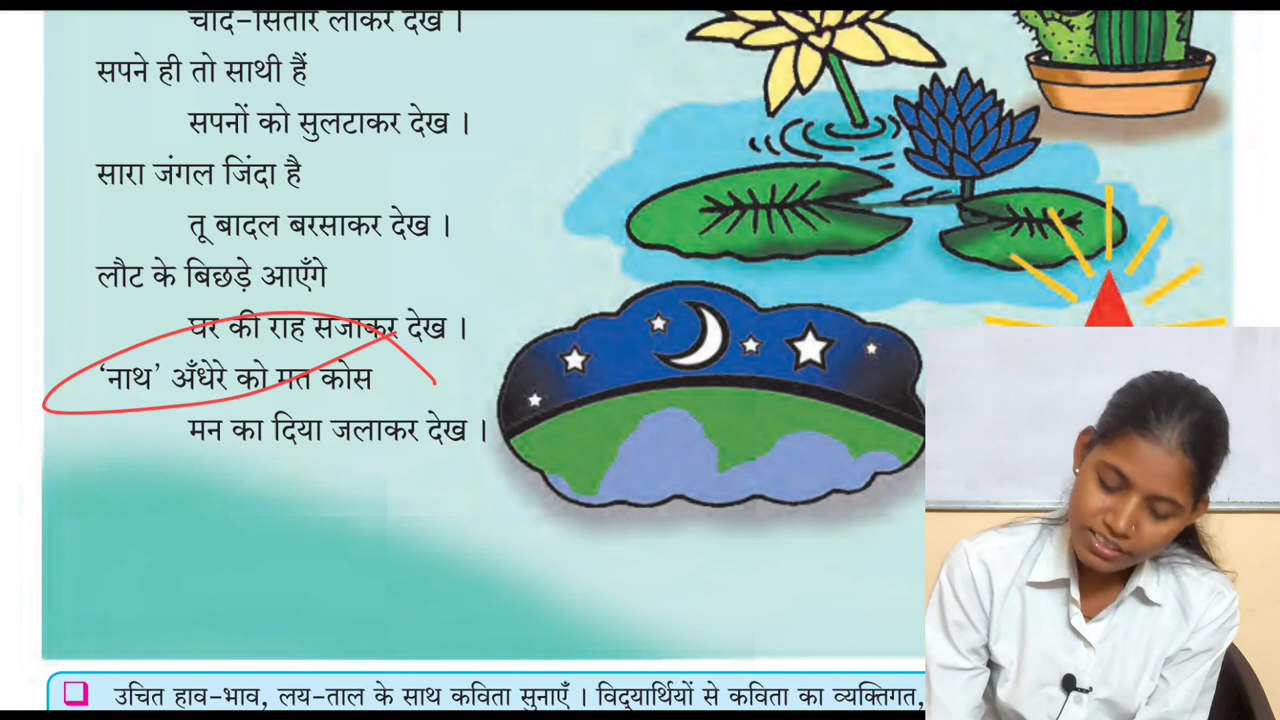 चाँद-सितारे लाकर देख ।
सपने ही तो साथी हैं
सपनों को सुलटाकर देख ।
सारा जंगल जिंदा है
तू बादल बरसाकर देख ।
लौट के बिछड़े आएँगे
घर की राह सजाकर देख ।
‘नाथ’ अँधेरे को मत कोस
मन का दिया जलाकर देख ।
उचित हाव-भाव, लय-ताल के साथ कविता सुनाएँ । विद्यार्थियों से कविता का व्यक्तिगत,